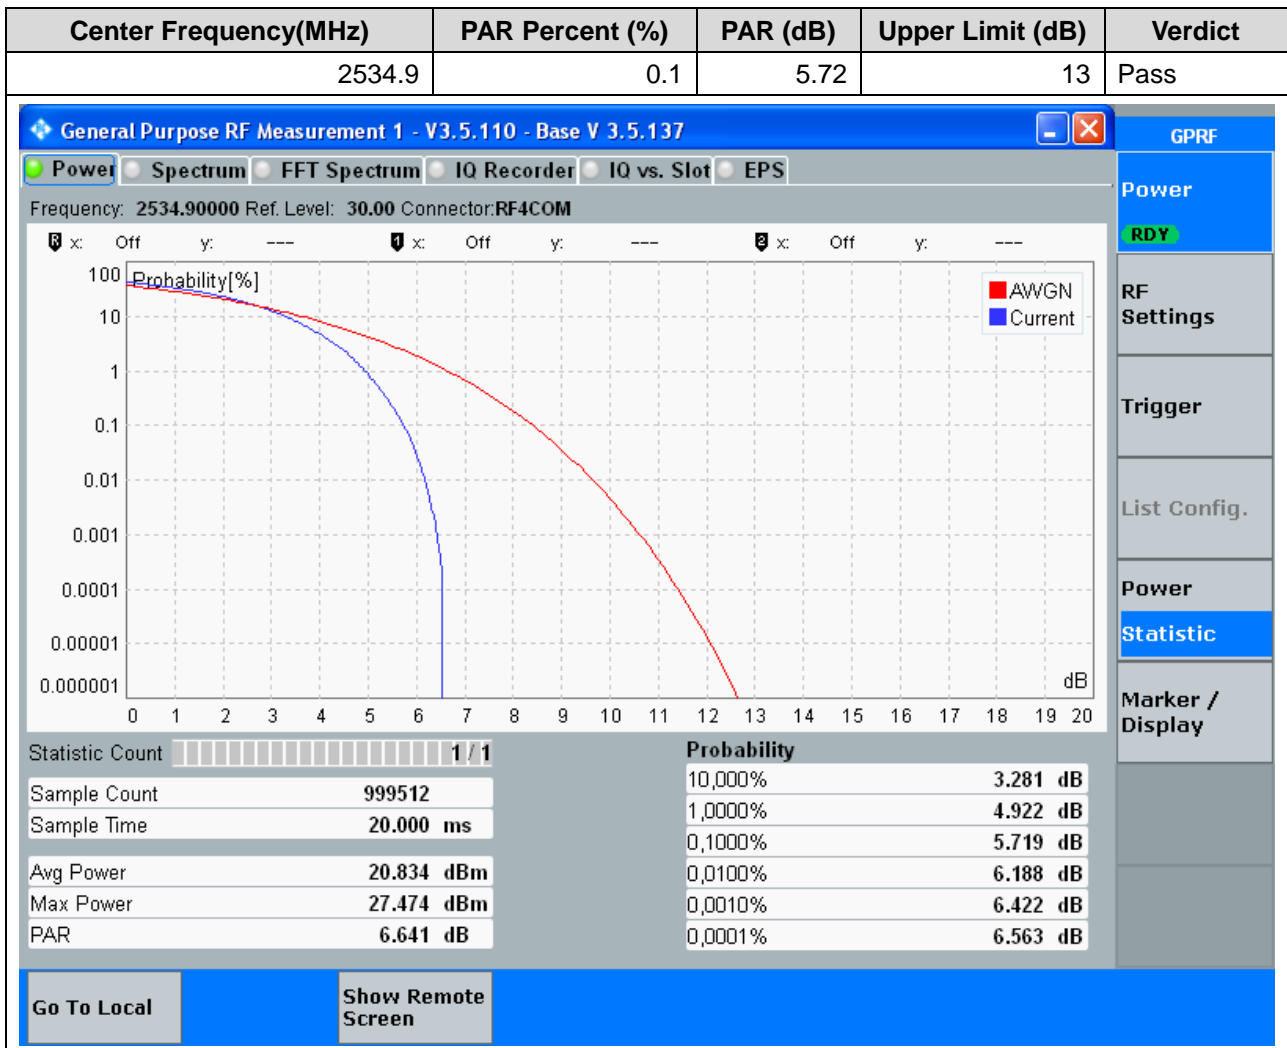 Center Frequency(MHz) PAR Percent (%) PAR (dB) Upper Limit (dB) Verdict
2534.9 0.1 5.72 13 Pass
General Purpose RF Measurement 1 - V3.5.110 - Base V 3.5.137
GPRF
Power Spectrum FFT Spectrum IQ Recorder IQ vs. Slot EPS
Frequency: 2534.90000 Ref. Level: 30.00 Connector:RF4COM
R x: Off y: --- 1 x: Off y: --- 2 x: Off y: ---
Probability[%]
100
10
1
0.1
0.01
0.001
0.0001
0.00001
0.000001
AWGN
Current
dB
0 1 2 3 4 5 6 7 8 9 10 11 12 13 14 15 16 17 18 19 20
Statistic Count 1 / 1
Sample Count 999512
Sample Time 20.000 ms
Avg Power 20.834 dBm
Max Power 27.474 dBm
PAR 6.641 dB
Probability
10,000% 3.281 dB
1,0000% 4.922 dB
0,1000% 5.719 dB
0,0100% 6.188 dB
0,0010% 6.422 dB
0,0001% 6.563 dB
Power
RDY
RF
Settings
Trigger
List Config.
Power
Statistic
Marker /
Display
Go To Local
Show Remote
Screen